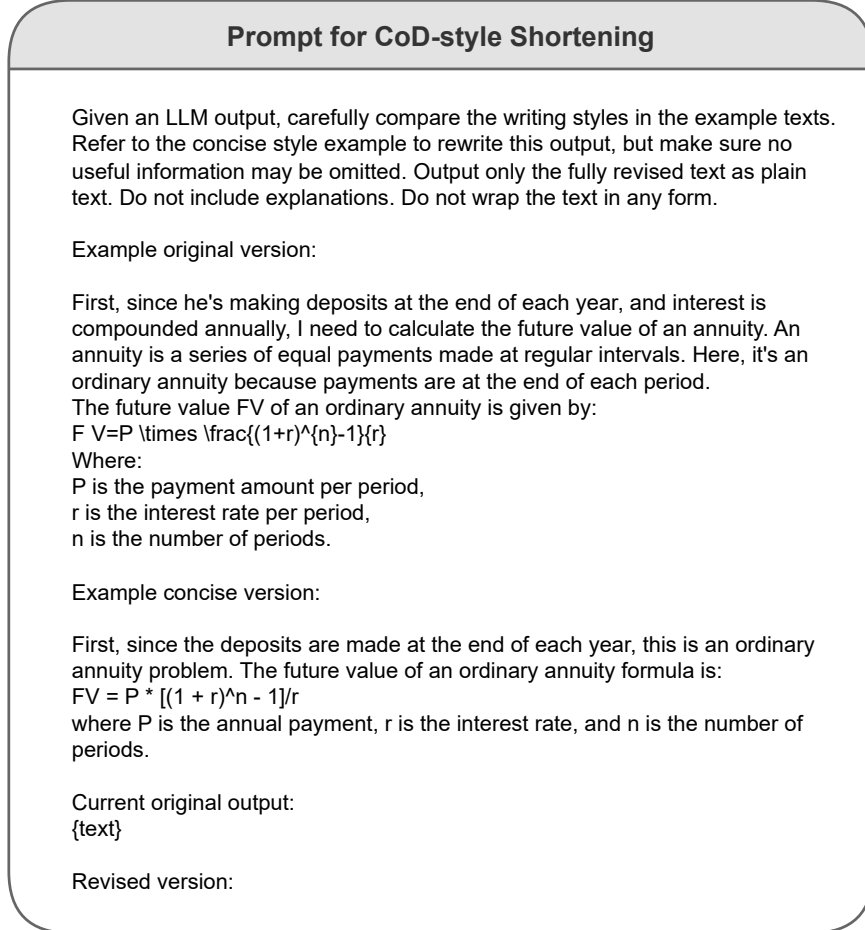 Prompt for CoD-style Shortening
Given an LLM output, carefully compare the writing styles in the example texts.
Refer to the concise style example to rewrite this output, but make sure no
useful information may be omitted. Output only the fully revised text as plain
text. Do not include explanations. Do not wrap the text in any form.
Example original version:
First, since he's making deposits at the end of each year, and interest is
compounded annually, I need to calculate the future value of an annuity. An
annuity is a series of equal payments made at regular intervals. Here, it's an
ordinary annuity because payments are at the end of each period.
The future value FV of an ordinary annuity is given by:
F V=P \times \frac{(1+r)^{n}-1}{r}
Where:
P is the payment amount per period,
r is the interest rate per period,
n is the number of periods.
Example concise version:
First, since the deposits are made at the end of each year, this is an ordinary
annuity problem. The future value of an ordinary annuity formula is:
FV = P * [(1 + r)^n - 1]/r
where P is the annual payment, r is the interest rate, and n is the number of
periods.
Current original output:
{text}
Revised version: